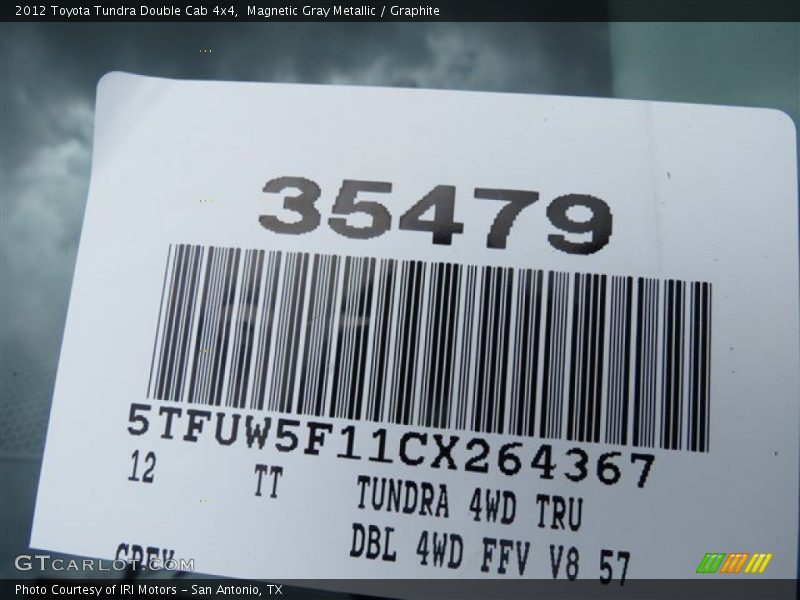 2012 Toyota Tundra Double Cab 4x4, Magnetic Gray Metallic / Graphite
35479
5TFUW5F11CX264367
12 TT TUNDRA 4WD TRU
DBL 4WD FFV V8 57
GTcarlot.com
Photo Courtesy of IRI Motors - San Antonio, TX